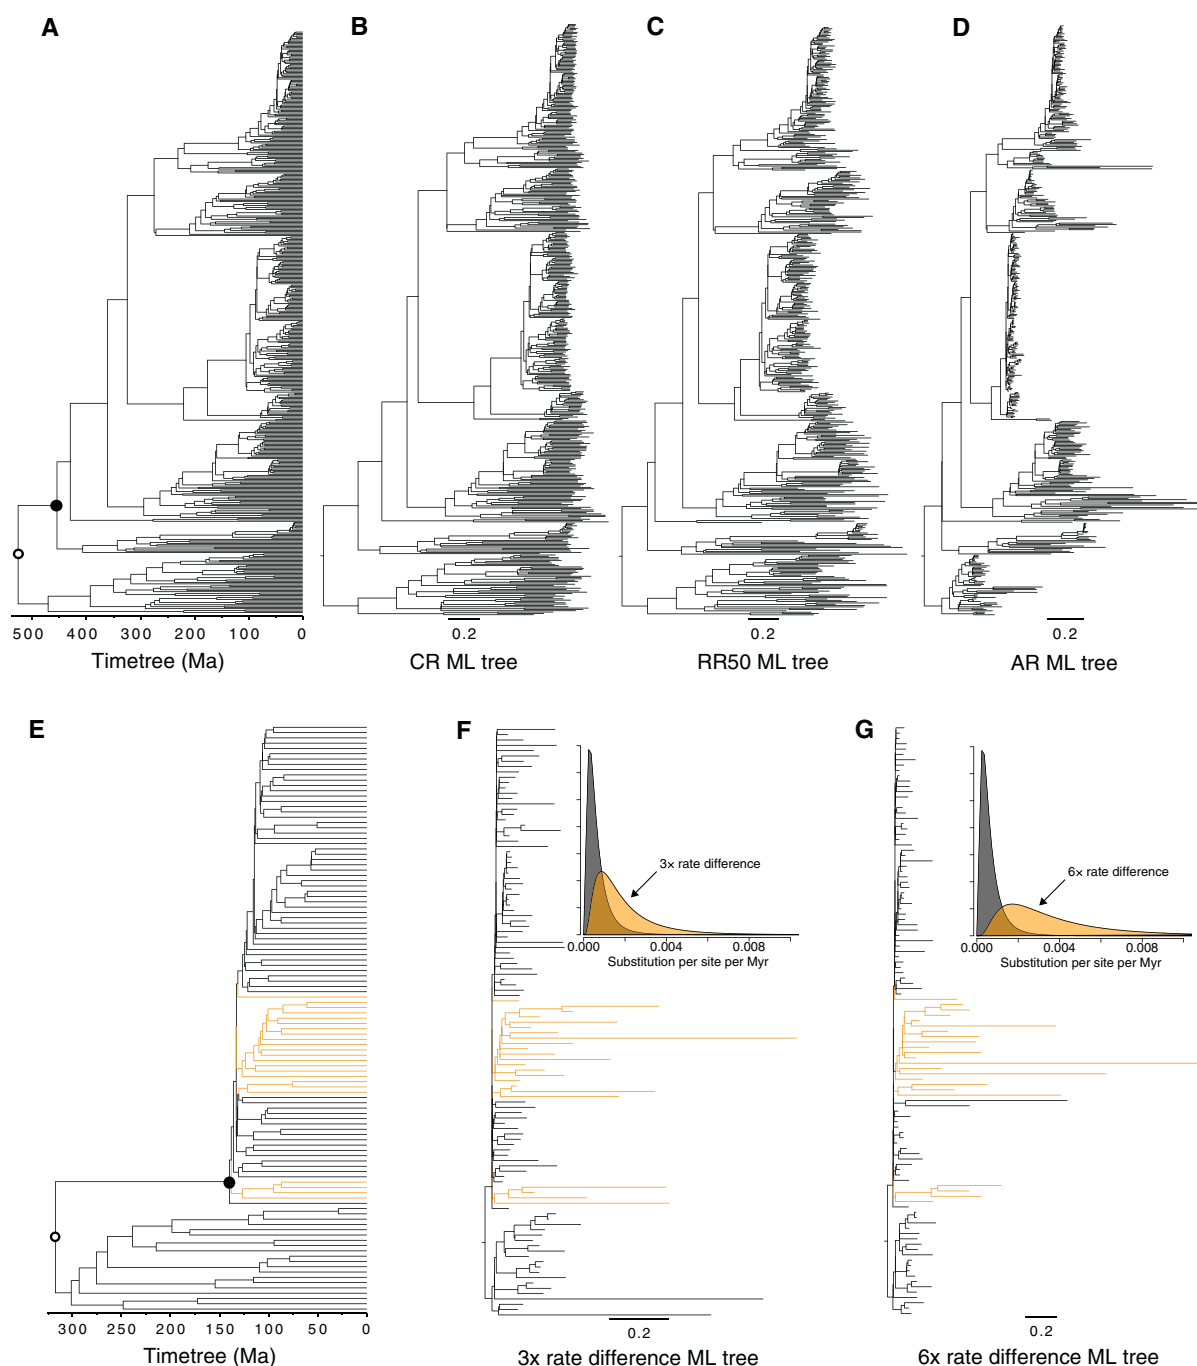 A
B
C
D
500 400 300 200 100 0
Timetree (Ma)
0.2
CR ML tree
0.2
RR50 ML tree
0.2
AR ML tree
E
F
G
3× rate difference
0.000 0.004 0.008
Substitution per site per Myr
6× rate difference
0.000 0.004 0.008
Substitution per site per Myr
300 250 200 150 100 50 0
Timetree (Ma)
0.2
3x rate difference ML tree
0.2
6x rate difference ML tree